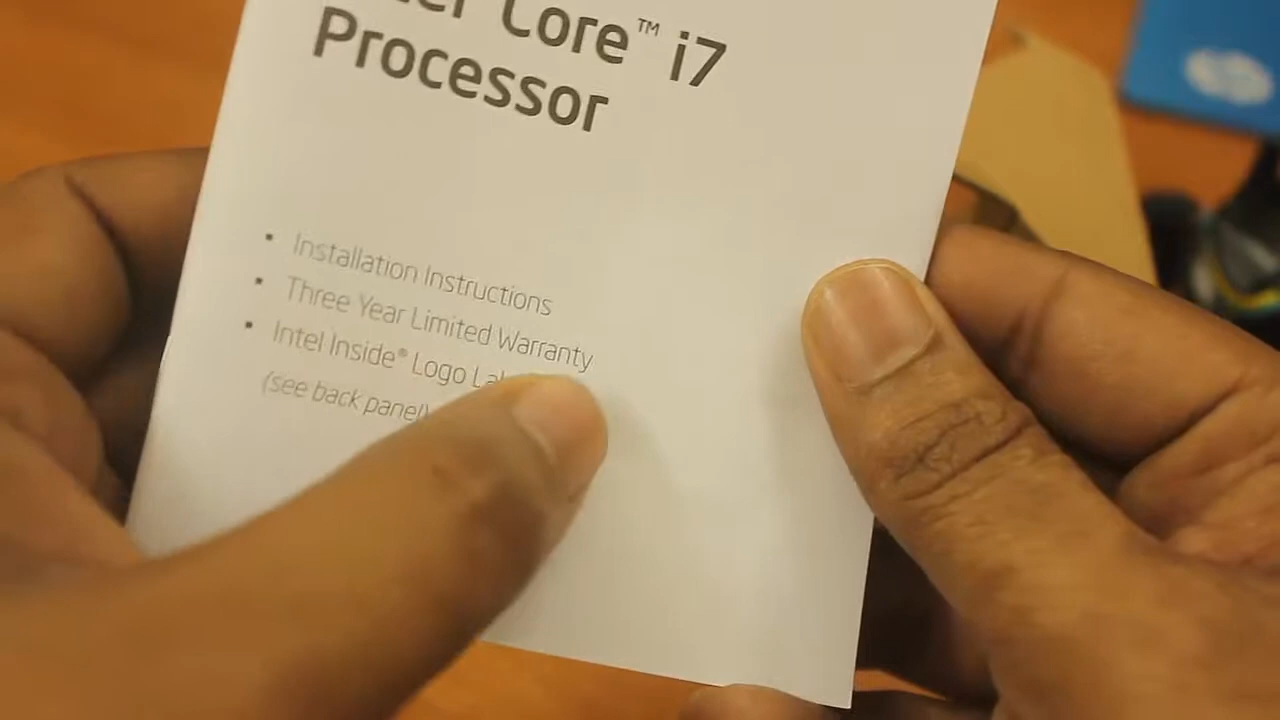 Core™ i7
Processor
▪ Installation Instructions
▪ Three Year Limited Warranty
▪ Intel Inside® Logo
(see back panel)